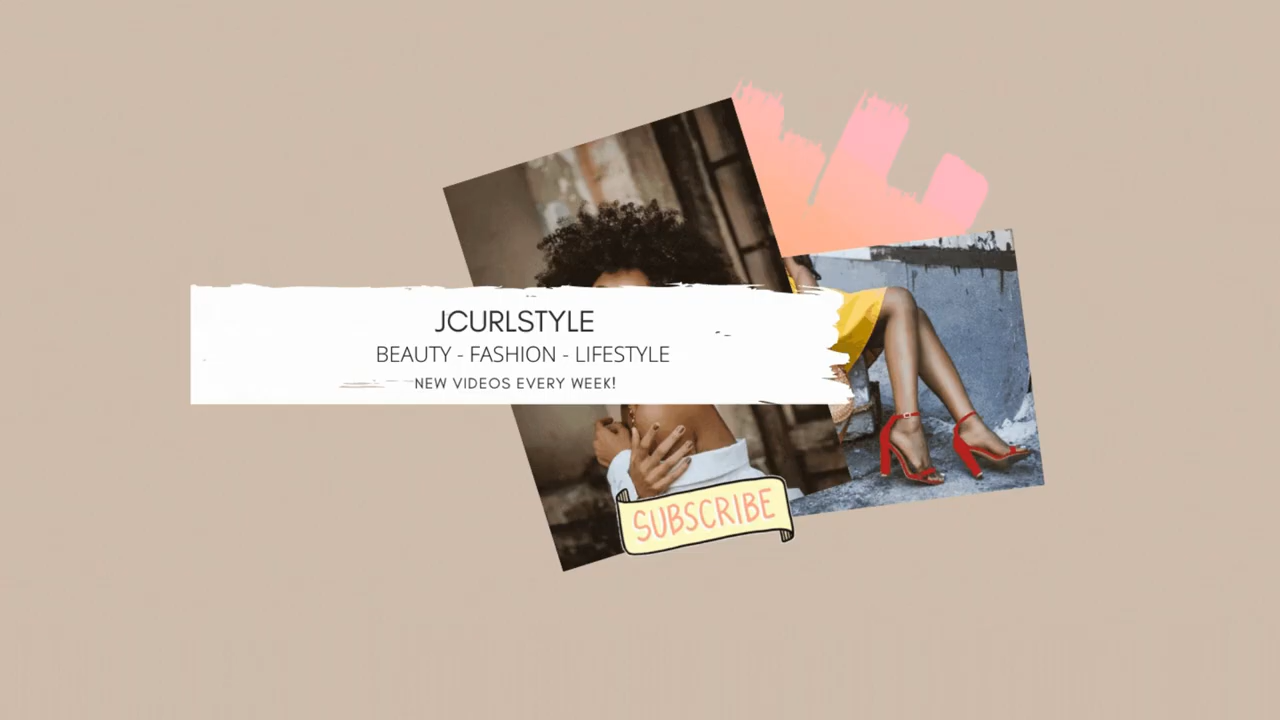 JCURLSTYLE
BEAUTY - FASHION - LIFESTYLE
NEW VIDEOS EVERY WEEK!
SUBSCRIBE